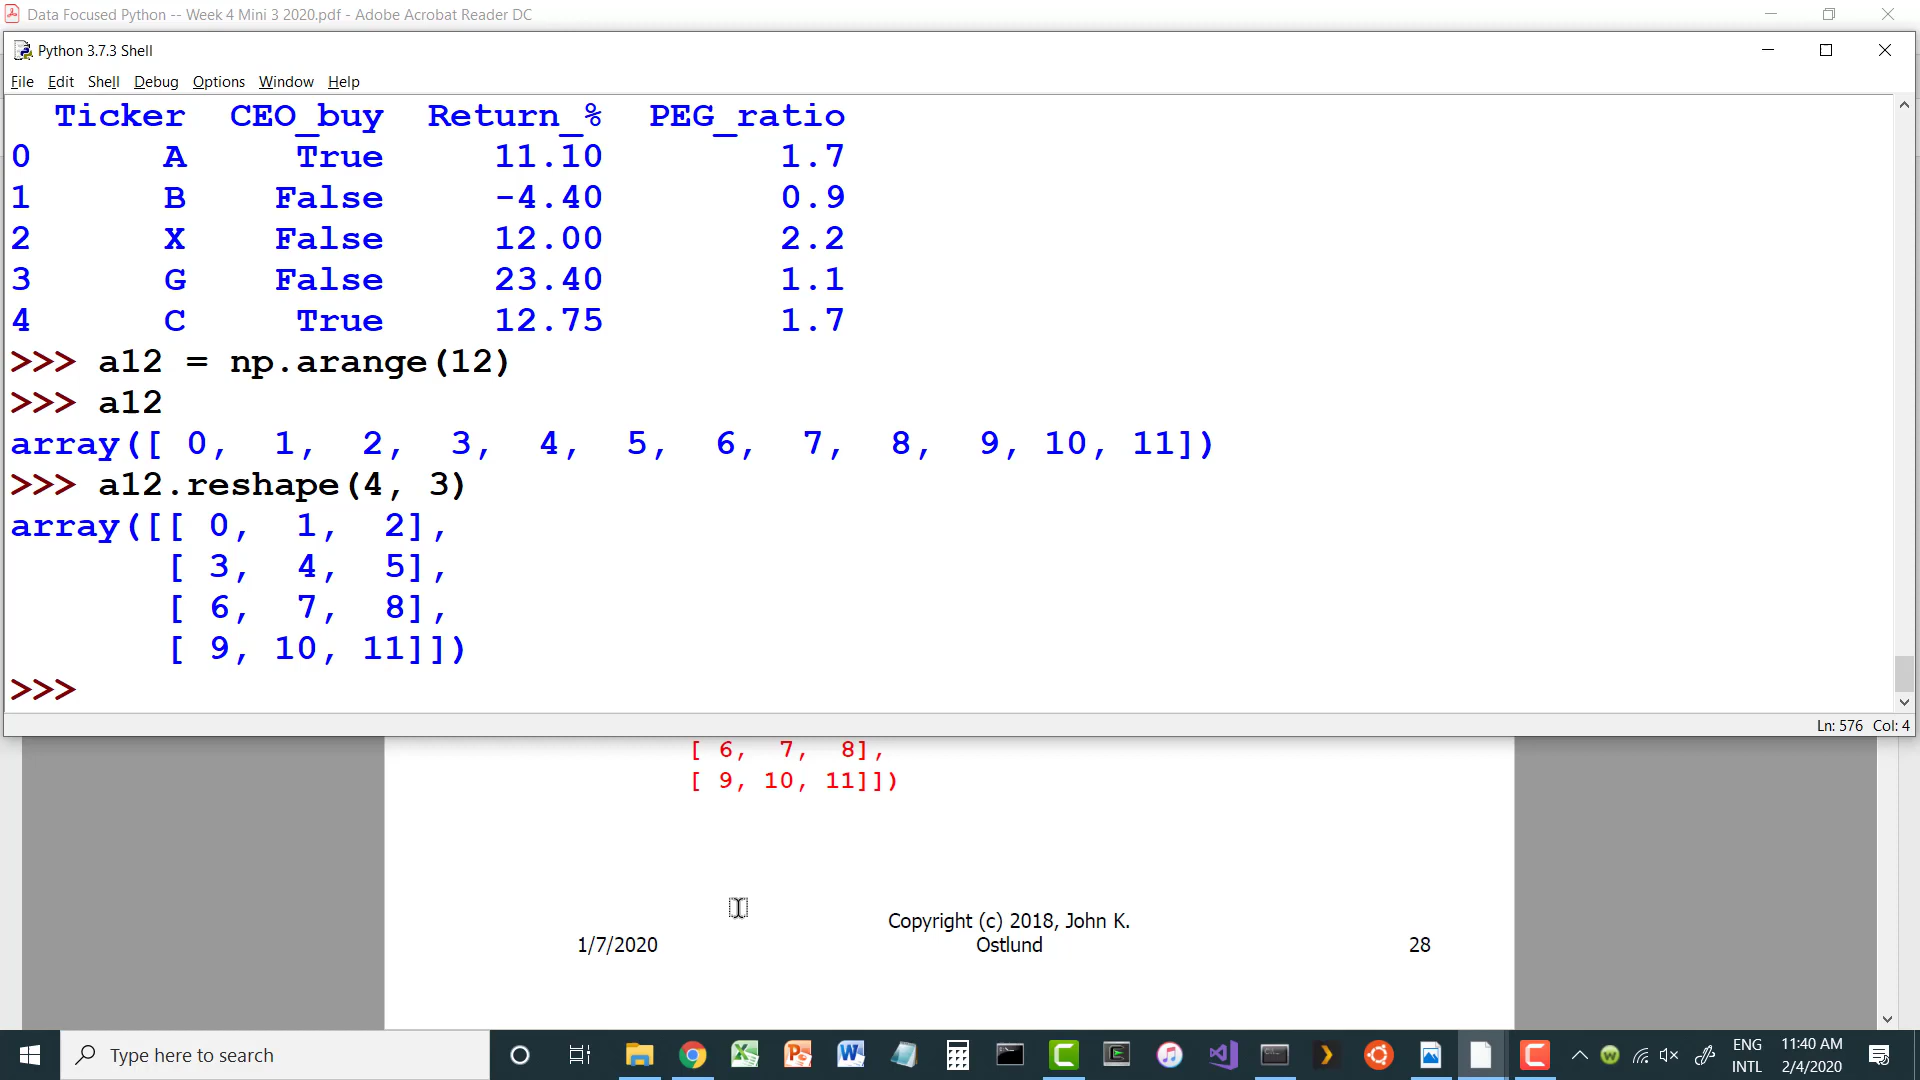 Data Focused Python -- Week 4 Mini 3 2020.pdf - Adobe Acrobat Reader DC
Python 3.7.3 Shell
File Edit Shell Debug Options Window Help
Ticker CEO_buy Return_% PEG_ratio
0 A True 11.10 1.7
1 B False -4.40 0.9
2 X False 12.00 2.2
3 G False 23.40 1.1
4 C True 12.75 1.7
>>> a12 = np.arange(12)
>>> a12
array([ 0, 1, 2, 3, 4, 5, 6, 7, 8, 9, 10, 11])
>>> a12.reshape(4, 3)
array([[ 0, 1, 2],
[ 3, 4, 5],
[ 6, 7, 8],
[ 9, 10, 11]])
>>>
Ln: 576 Col: 4
[ 6, 7, 8],
[ 9, 10, 11]])
Copyright (c) 2018, John K.
1/7/2020 Ostlund 28
Type here to search
ENG 11:40 AM
INTL 2/4/2020